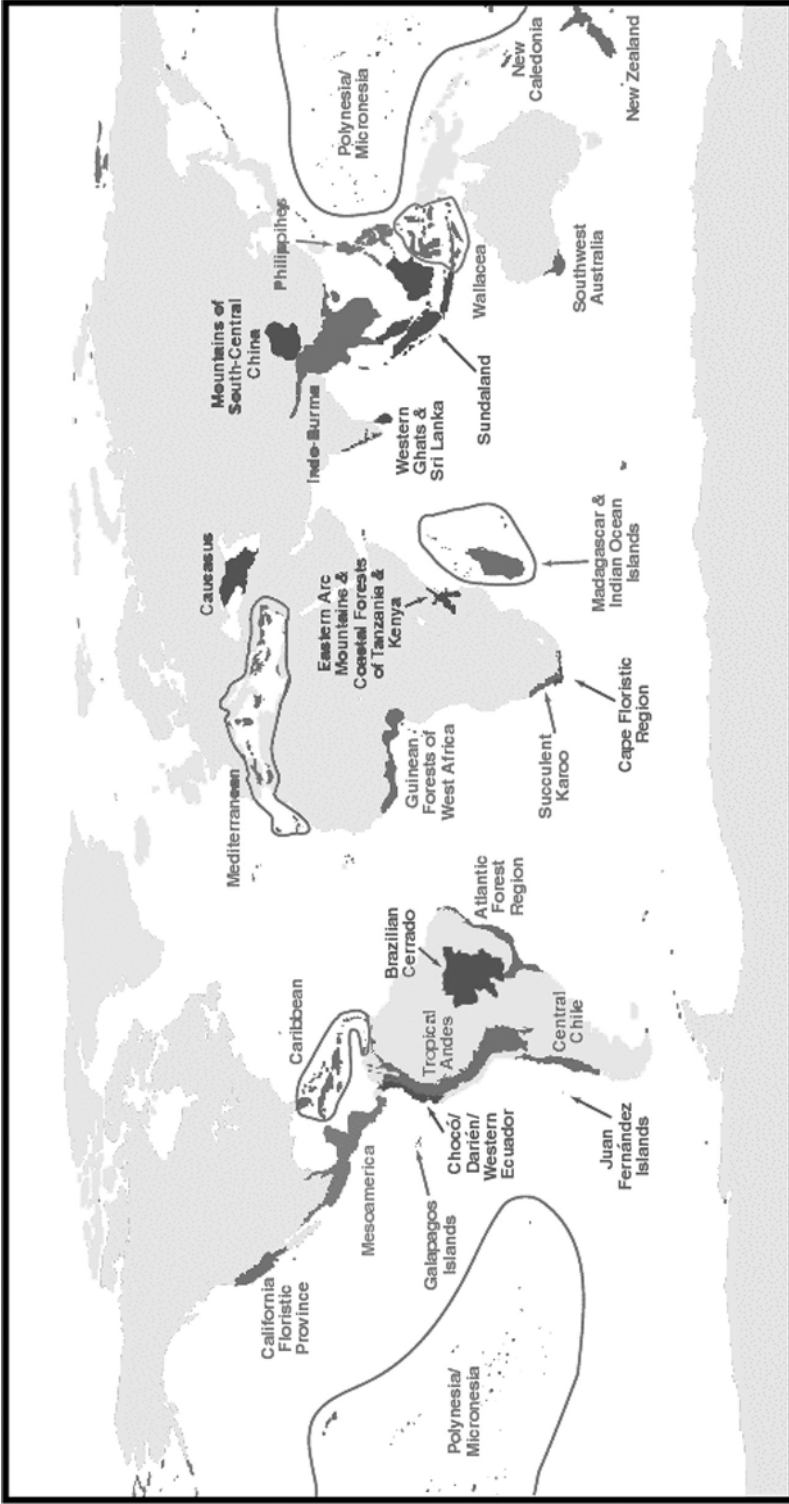 Polynesia/
Micronesia
California
Floristic
Province
Mesoamerica
Galapagos
Islands
Caribbean
Chocó/
Darién/
Western
Ecuador
Juan
Fernández
Islands
Tropical
Andes
Central
Chile
Brazilian
Cerrado
Atlantic
Forest
Region
Mediterranean
Caucasus
Guinean
Forests of
West Africa
Eastern Arc
Mountains &
Coastal Forests
of Tanzania &
Kenya
Succulent
Karoo
Cape Floristic
Region
Madagascar &
Indian Ocean
Islands
Mountains of
South-Central
China
Indo-Burma
Western
Ghats &
Sri Lanka
Sundaland
Philippines
Wallacea
Southwest
Australia
Polynesia/
Micronesia
New
Caledonia
New Zealand